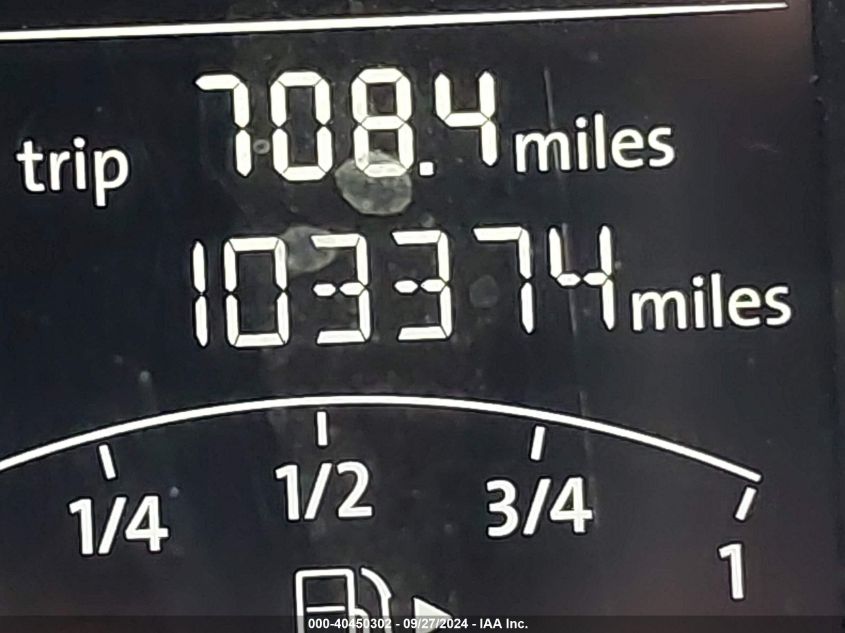 trip 708.4 miles
103374 miles
1/4 1/2 3/4 1
000-40450302 - 09/27/2024 - IAA Inc.